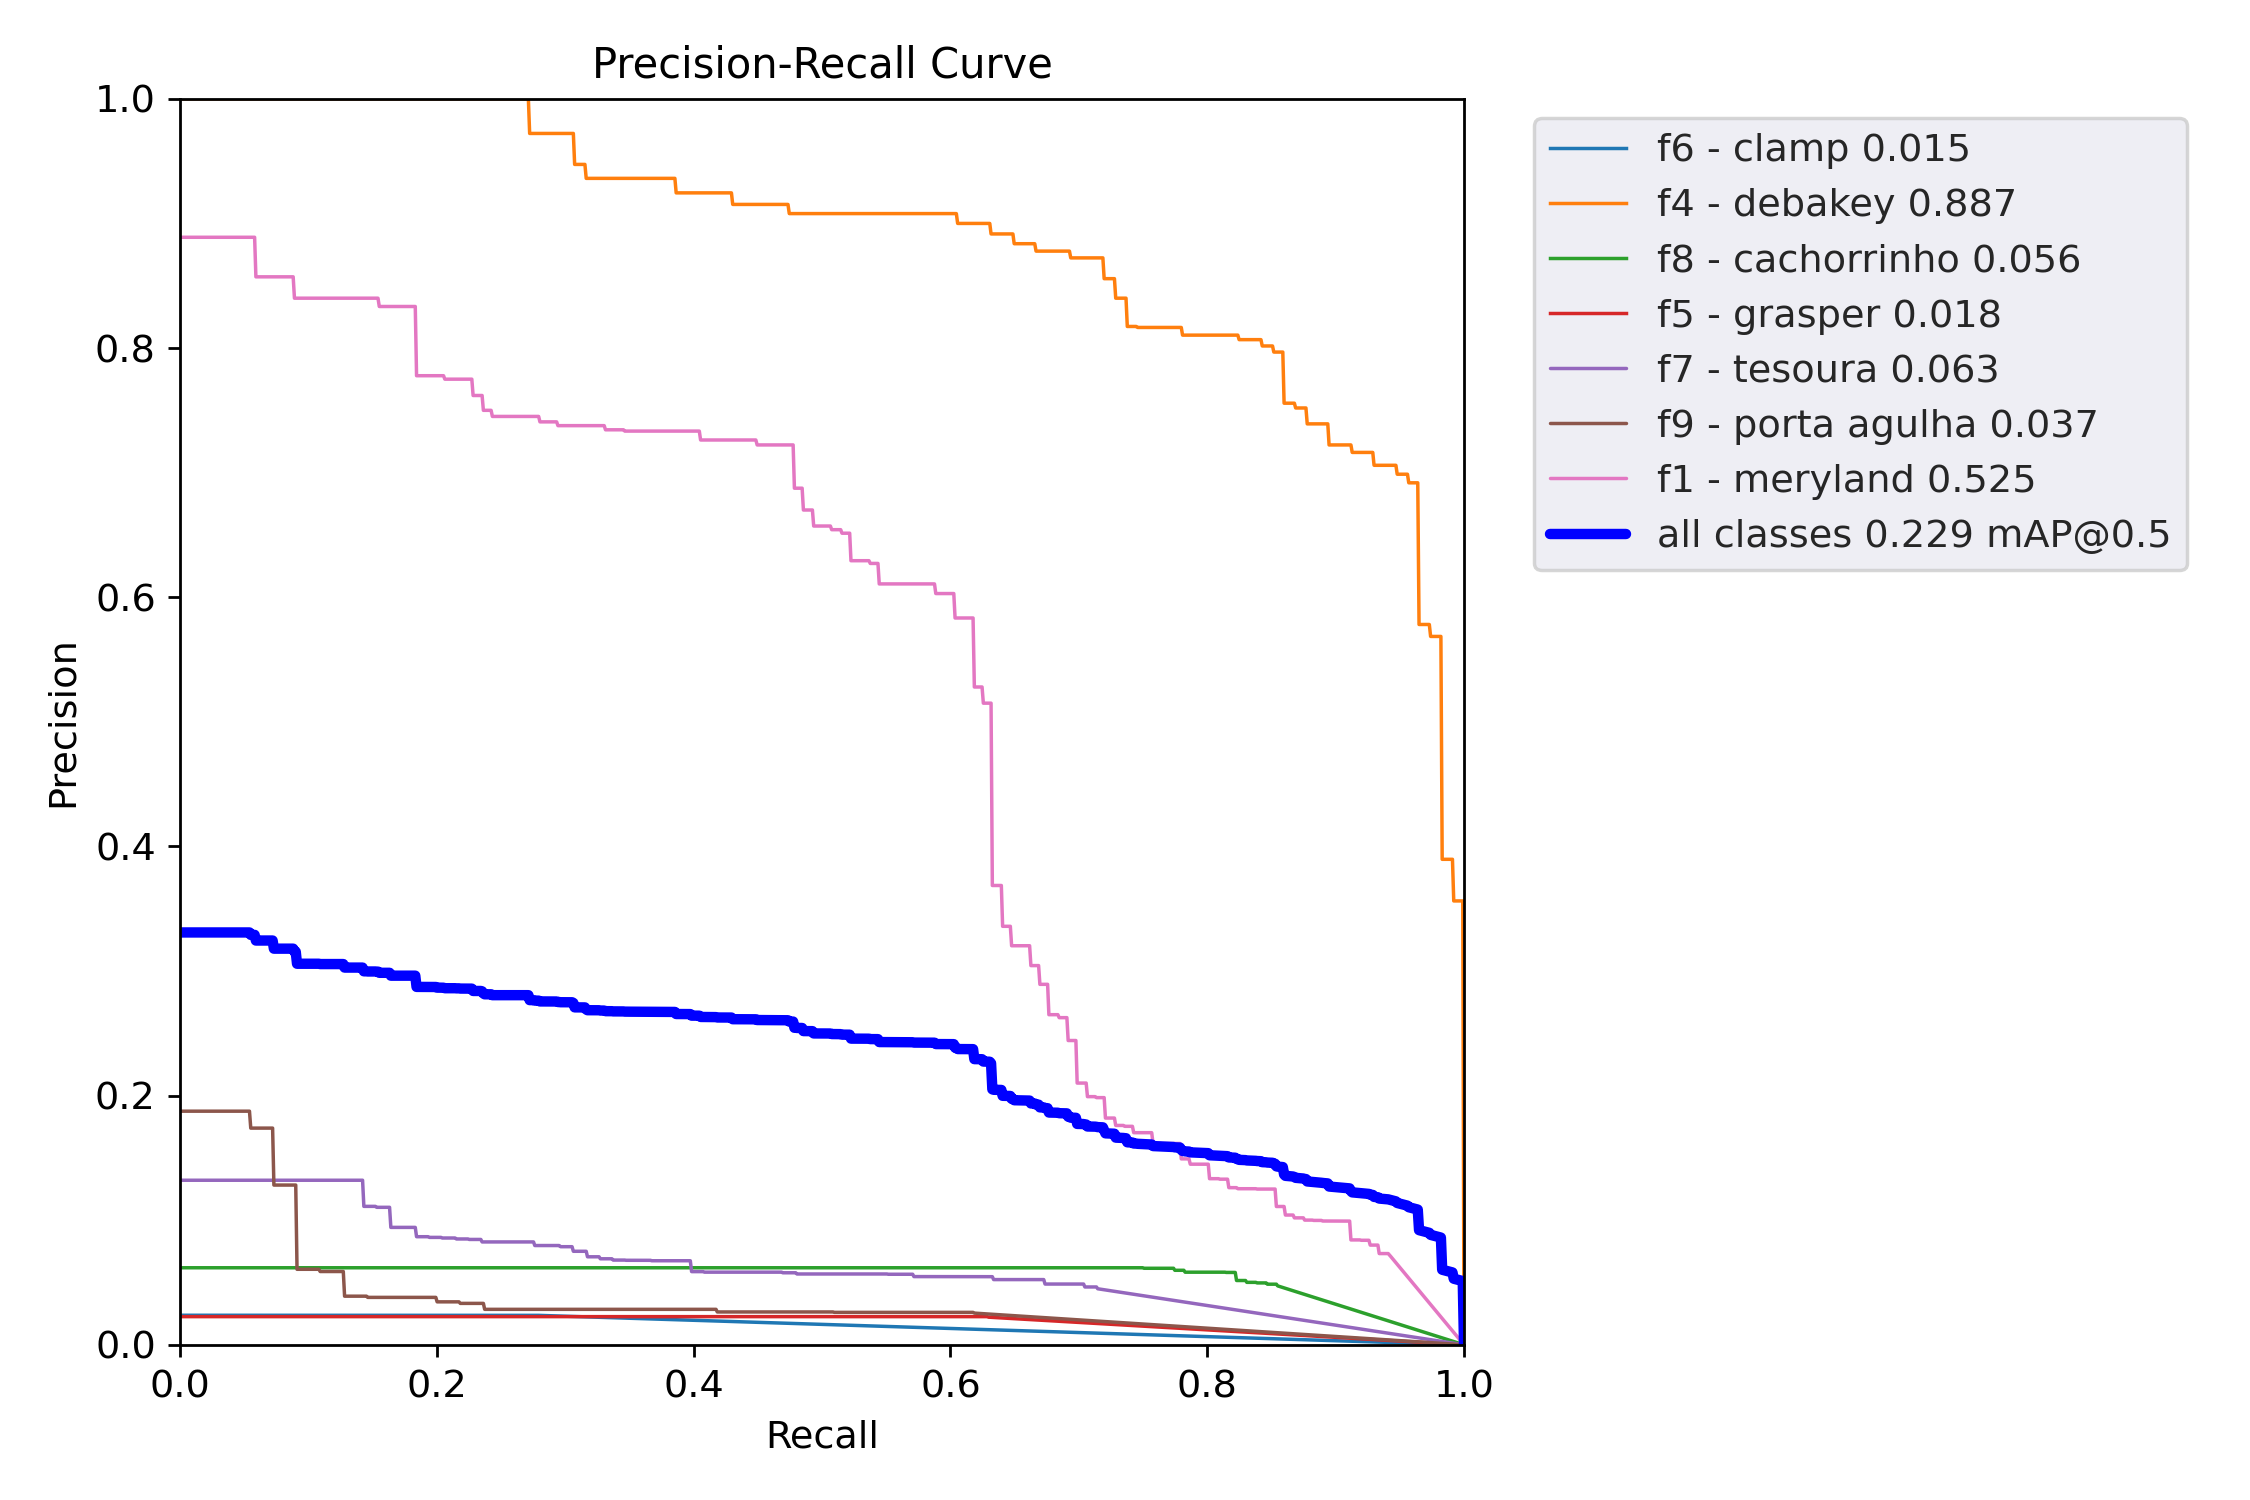 Precision-Recall Curve
1.0
0.8
0.6
0.4
0.2
0.0
Precision
0.0 0.2 0.4 0.6 0.8 1.0
Recall
f6 - clamp 0.015
f4 - debakey 0.887
f8 - cachorrinho 0.056
f5 - grasper 0.018
f7 - tesoura 0.063
f9 - porta agulha 0.037
f1 - meryland 0.525
all classes 0.229 mAP@0.5